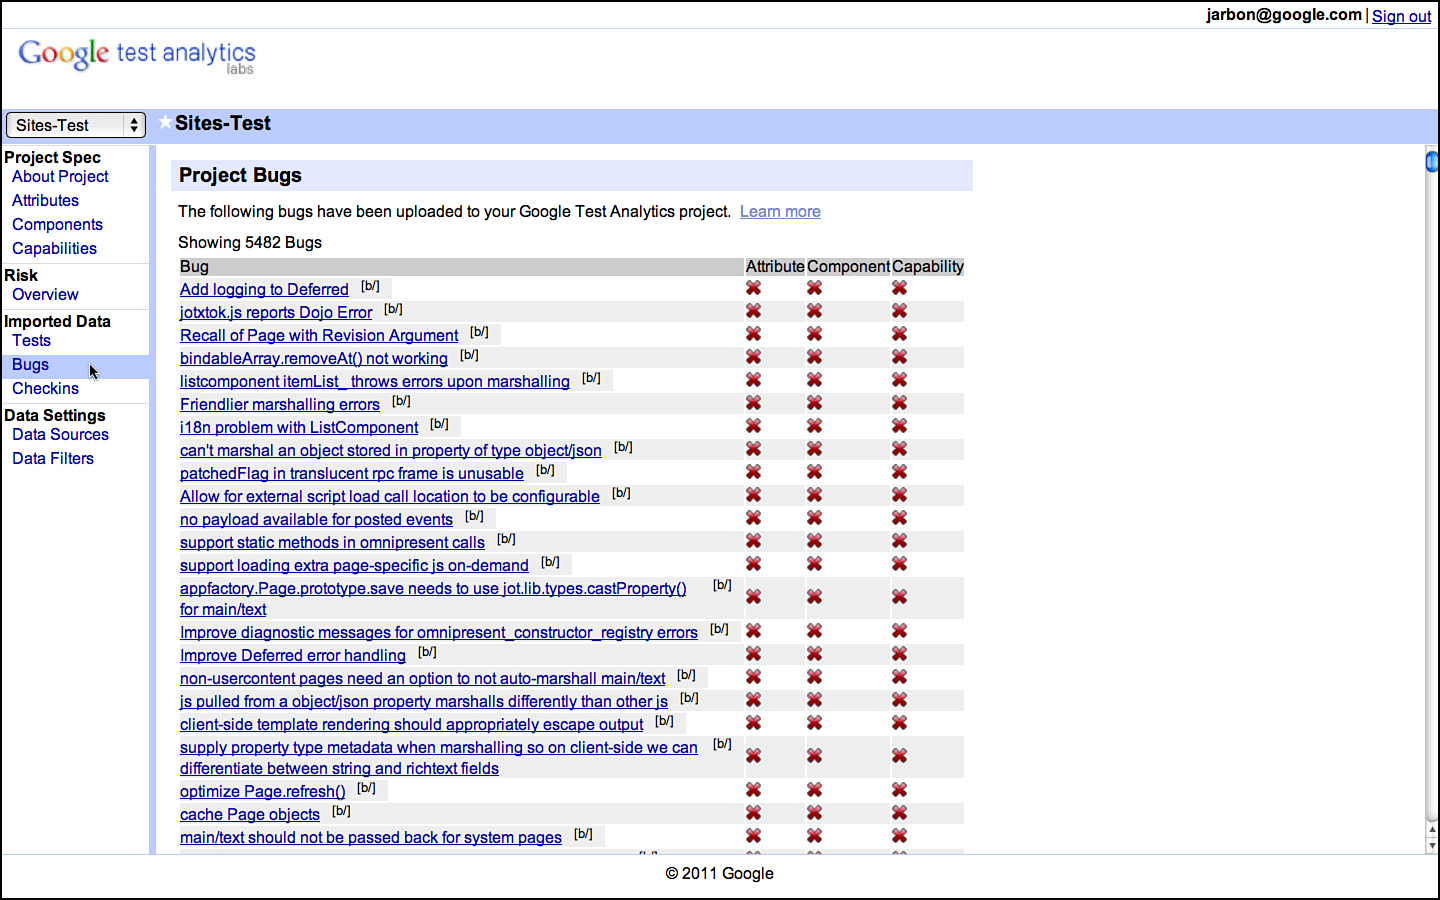 jarbon@google.com | Sign out
Google test analytics
labs
Sites-Test
Sites-Test
Project Spec
About Project
Attributes
Components
Capabilities
Risk
Overview
Imported Data
Tests
Bugs
Checkins
Data Settings
Data Sources
Data Filters
Project Bugs
The following bugs have been uploaded to your Google Test Analytics project. Learn more
Showing 5482 Bugs
Bug Attribute Component Capability
Add logging to Deferred [b/]
jotxtok.js reports Dojo Error [b/]
Recall of Page with Revision Argument [b/]
bindableArray.removeAt() not working [b/]
listcomponent itemList_ throws errors upon marshalling [b/]
Friendlier marshalling errors [b/]
i18n problem with ListComponent [b/]
can't marshal an object stored in property of type object/json [b/]
patchedFlag in translucent rpc frame is unusable [b/]
Allow for external script load call location to be configurable [b/]
no payload available for posted events [b/]
support static methods in omnipresent calls [b/]
support loading extra page-specific js on-demand [b/]
appfactory.Page.prototype.save needs to use jot.lib.types.castProperty() [b/]
for main/text
Improve diagnostic messages for omnipresent_constructor_registry errors [b/]
Improve Deferred error handling [b/]
non-usercontent pages need an option to not auto-marshall main/text [b/]
js pulled from a object/json property marshalls differently than other js [b/]
client-side template rendering should appropriately escape output [b/]
supply property type metadata when marshalling so on client-side we can [b/]
differentiate between string and richtext fields
optimize Page.refresh() [b/]
cache Page objects [b/]
main/text should not be passed back for system pages [b/]
© 2011 Google